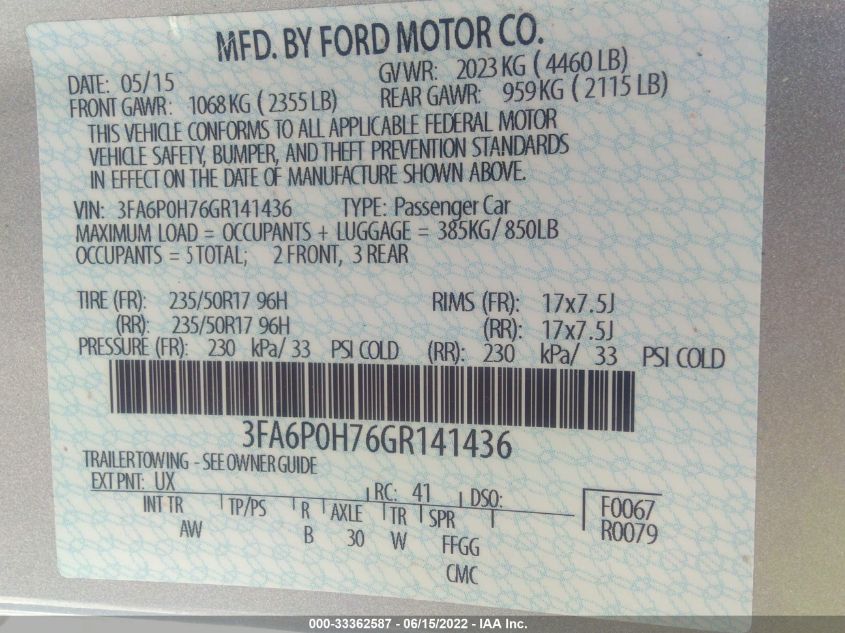 MFD. BY FORD MOTOR CO.
DATE: 05/15 GVWR: 2023 KG ( 4460 LB)
FRONT GAWR: 1068 KG ( 2355 LB) REAR GAWR: 959 KG ( 2115 LB)
THIS VEHICLE CONFORMS TO ALL APPLICABLE FEDERAL MOTOR
VEHICLE SAFETY, BUMPER, AND THEFT PREVENTION STANDARDS
IN EFFECT ON THE DATE OF MANUFACTURE SHOWN ABOVE.
VIN: 3FA6P0H76GR141436 TYPE: Passenger Car
MAXIMUM LOAD = OCCUPANTS + LUGGAGE = 385KG/ 850LB
OCCUPANTS = 5 TOTAL; 2 FRONT, 3 REAR
TIRE (FR): 235/50R17 96H RIMS (FR): 17x7.5J
(RR): 235/50R17 96H (RR): 17x7.5J
PRESSURE (FR): 230 kPa/ 33 PSI COLD (RR): 230 kPa/ 33 PSI COLD
3FA6P0H76GR141436
TRAILER TOWING - SEE OWNER GUIDE
EXT PNT: UX RC: 41 DSO: F0067
INT TR TP/PS R AXLE TR SPR R0079
AW B 30 W FFGG
CMC
000-33362587 - 06/15/2022 - IAA Inc.